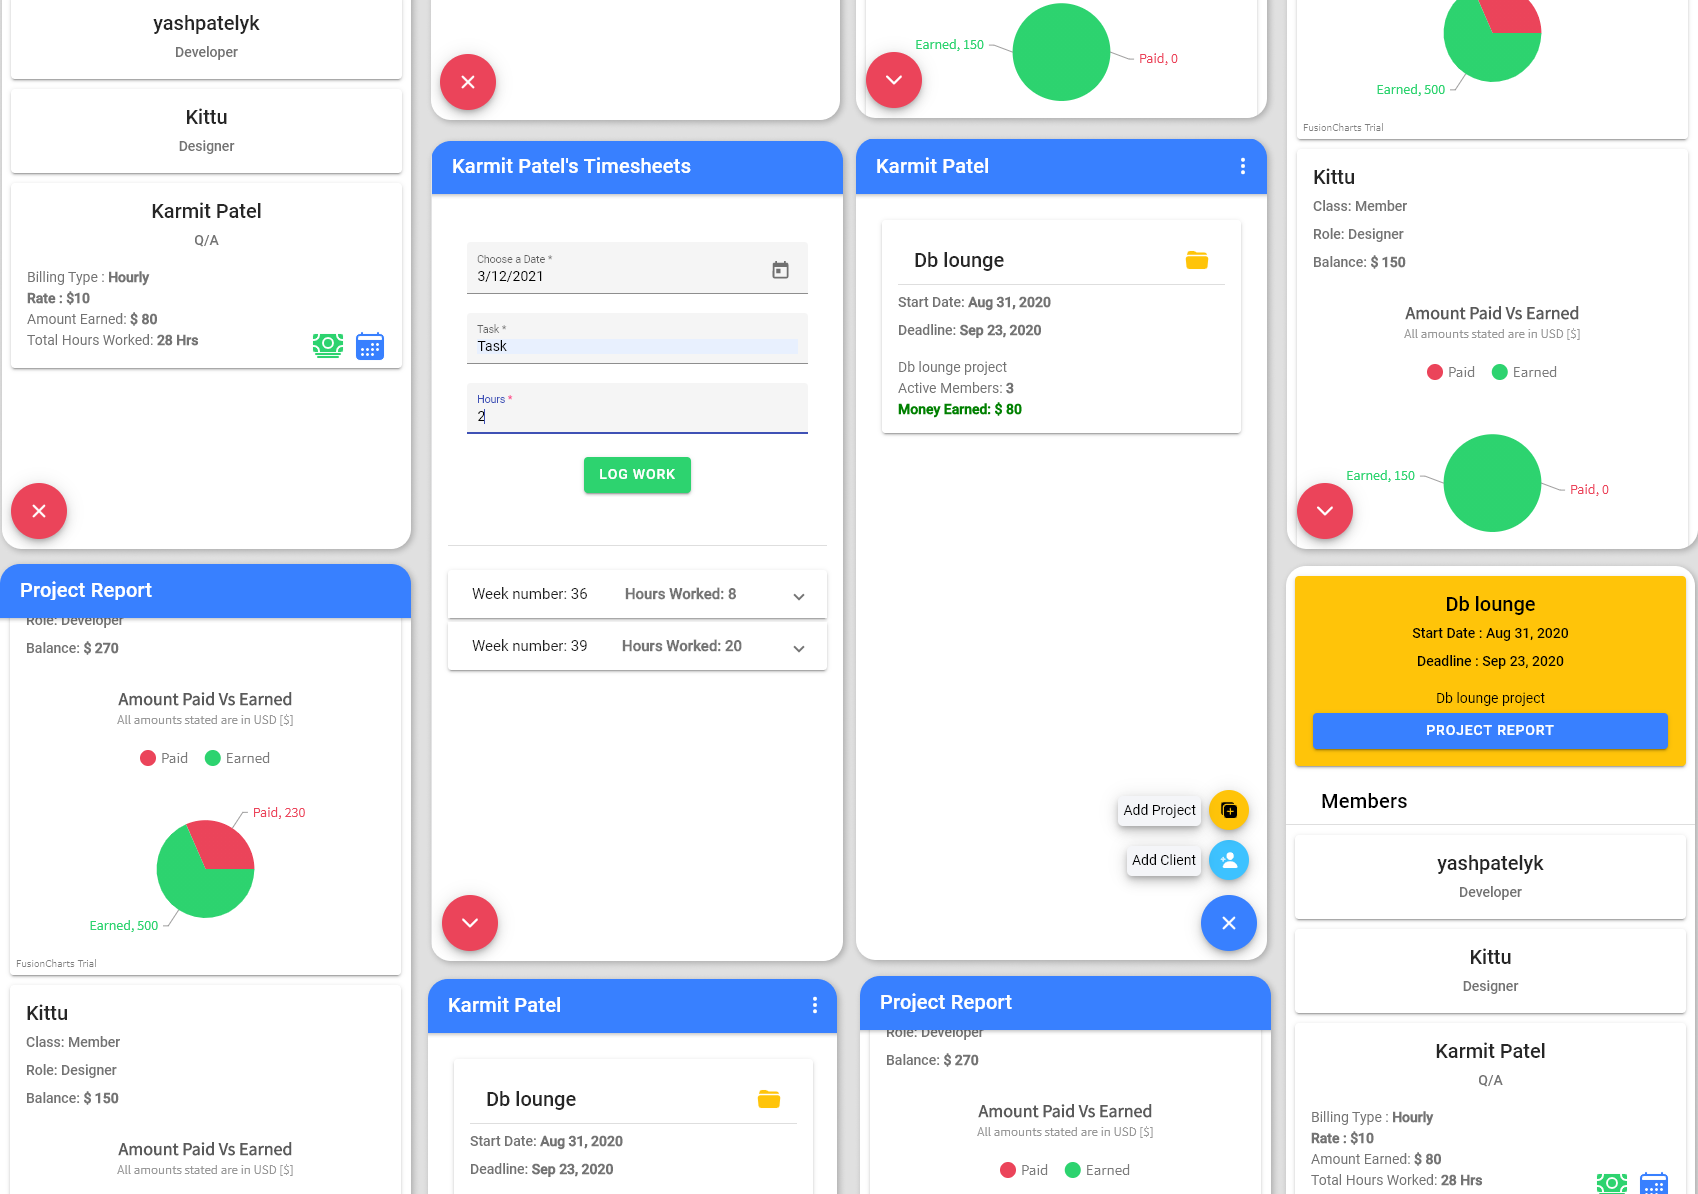 yashpatelyk
Developer
Kittu
Designer
Karmit Patel
Q/A
Billing Type : Hourly
Rate : $10
Amount Earned: $ 80
Total Hours Worked: 28 Hrs
Project Report
Role: Developer
Balance: $ 270
Amount Paid Vs Earned
All amounts stated are in USD [$]
Paid Earned
Paid, 230
Earned, 500
FusionCharts Trial
Kittu
Class: Member
Role: Designer
Balance: $ 150
Amount Paid Vs Earned
All amounts stated are in USD [$]
Karmit Patel's Timesheets
Choose a Date *
3/12/2021
Task *
Task
Hours *
2
LOG WORK
Week number: 36 Hours Worked: 8
Week number: 39 Hours Worked: 20
Karmit Patel
Db lounge
Start Date: Aug 31, 2020
Deadline: Sep 23, 2020
Earned, 150
Paid, 0
Karmit Patel
Db lounge
Start Date: Aug 31, 2020
Deadline: Sep 23, 2020
Db lounge project
Active Members: 3
Money Earned: $ 80
Add Project
Add Client
Project Report
Role: Developer
Balance: $ 270
Amount Paid Vs Earned
All amounts stated are in USD [$]
Paid Earned
Earned, 500
FusionCharts Trial
Kittu
Class: Member
Role: Designer
Balance: $ 150
Amount Paid Vs Earned
All amounts stated are in USD [$]
Paid Earned
Earned, 150
Paid, 0
Db lounge
Start Date : Aug 31, 2020
Deadline : Sep 23, 2020
Db lounge project
PROJECT REPORT
Members
yashpatelyk
Developer
Kittu
Designer
Karmit Patel
Q/A
Billing Type : Hourly
Rate : $10
Amount Earned: $ 80
Total Hours Worked: 28 Hrs